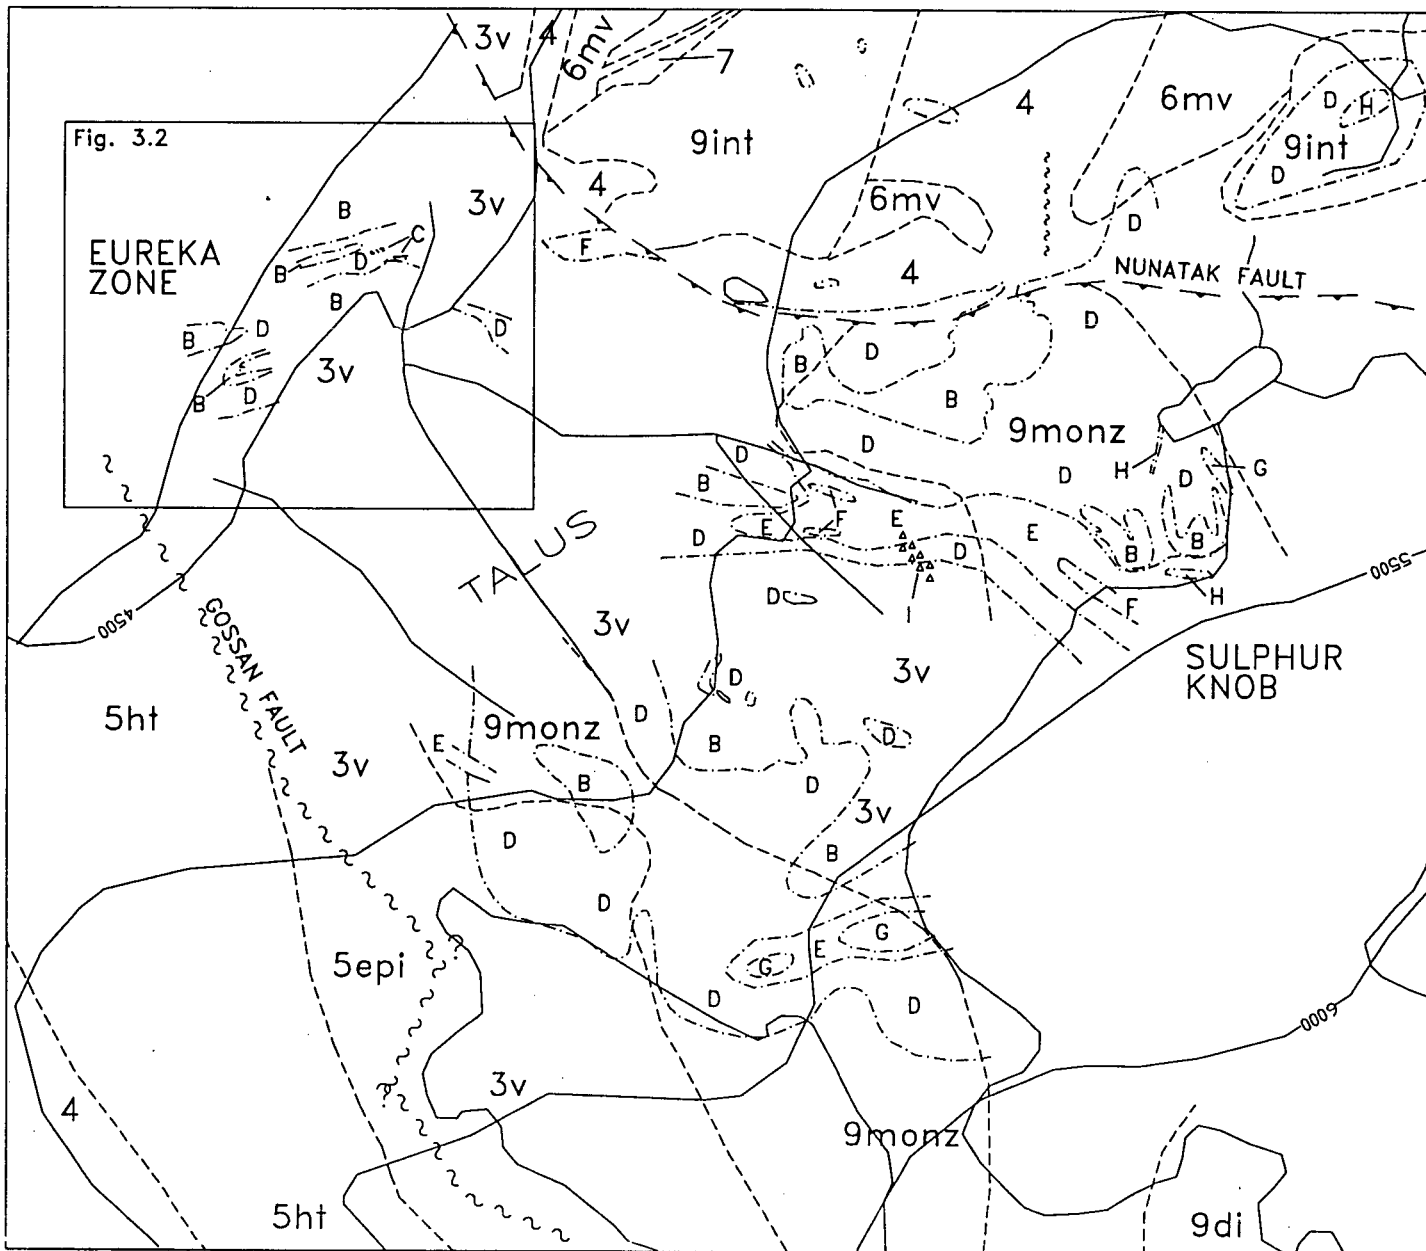 3v
4
6mv
7
4
6mv
D
H
Fig. 3.2
9int
9int
D
4
3v
6mv
B
C
D
F
EUREKA
ZONE
D
B
4
NUNATAK FAULT
B
D
D
B
D
D
B
3v
D
B
B
D
9monz
D
D
D
H
D
G
B
E
F
E
D
E
B
B
TALUS
D
D
F
H
4500
5500
GOSSAN FAULT
3v
3v
SULPHUR
KNOB
D
5ht
D
9monz
E
B
D
3v
B
D
3v
D
B
D
G
E
5epi
?
G
D
D
6000
?
3v
4
9monz
5ht
9di